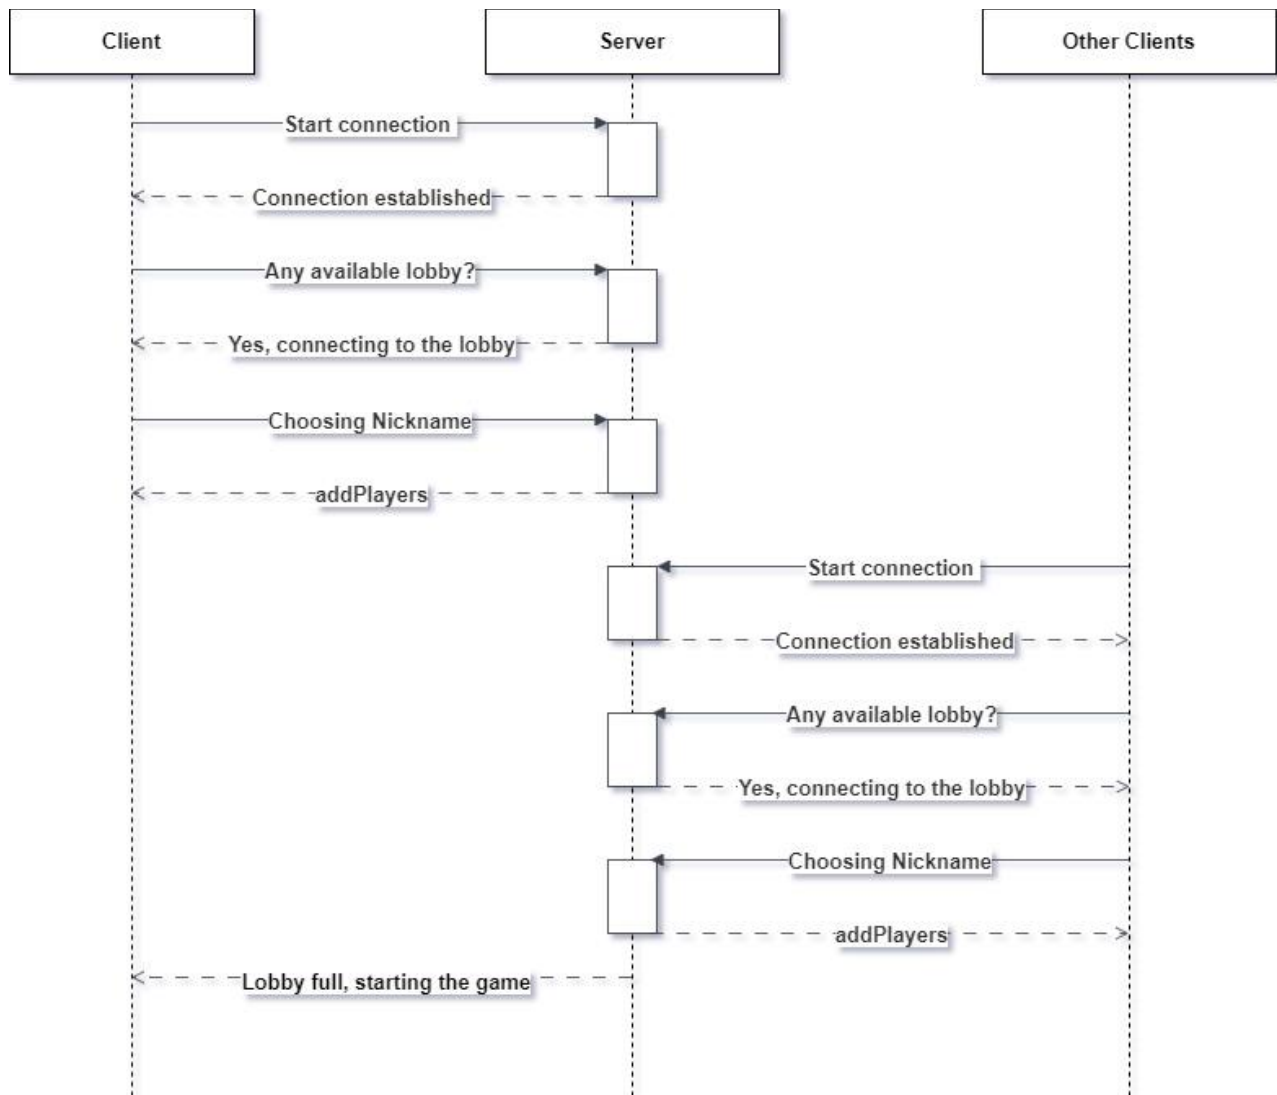 Client
Server
Other Clients
Start connection
Connection established
Any available lobby?
Yes, connecting to the lobby
Choosing Nickname
addPlayers
Start connection
Connection established
Any available lobby?
Yes, connecting to the lobby
Choosing Nickname
addPlayers
Lobby full, starting the game